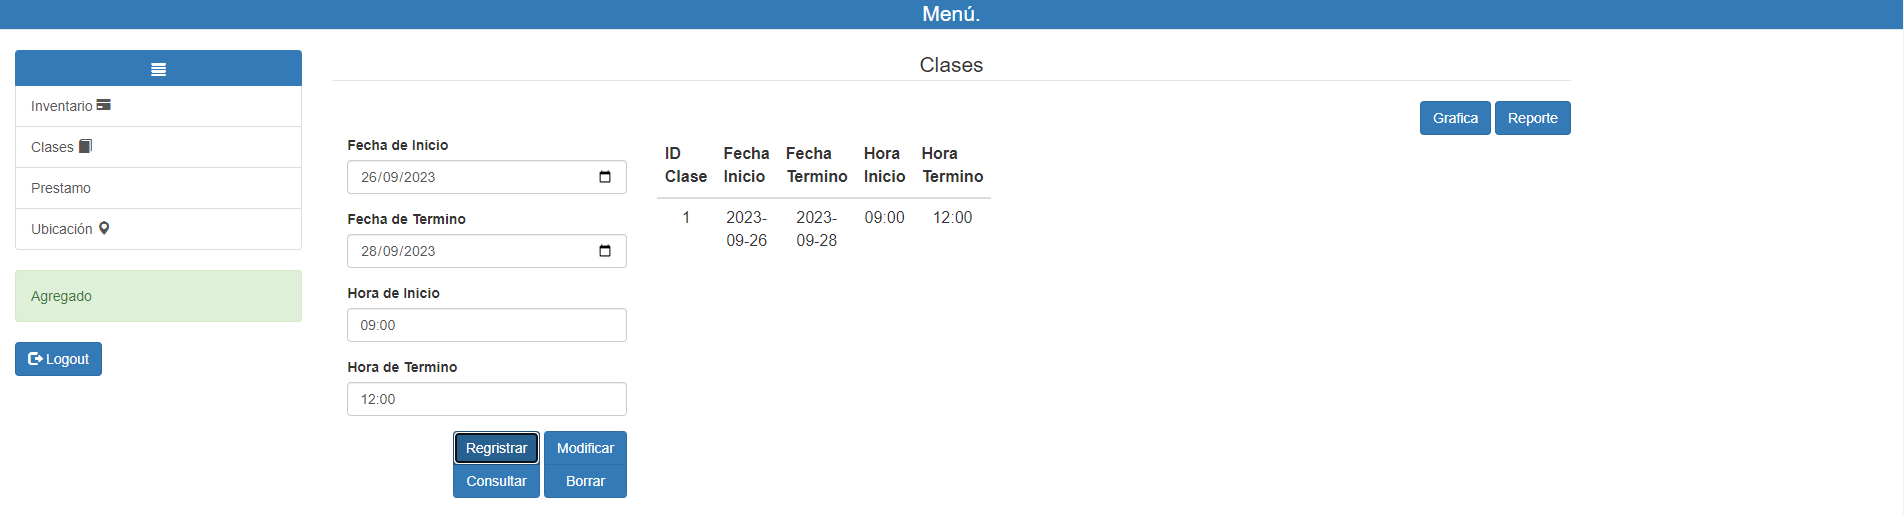 Menú.
Inventario
Clases
Prestamo
Ubicación
Agregado
Logout
Clases
Grafica Reporte
Fecha de Inicio
26/09/2023
Fecha de Termino
28/09/2023
Hora de Inicio
09:00
Hora de Termino
12:00
Regristrar Modificar
Consultar Borrar
ID Fecha Fecha Hora Hora
Clase Inicio Termino Inicio Termino
1 2023- 2023- 09:00 12:00
09-26 09-28